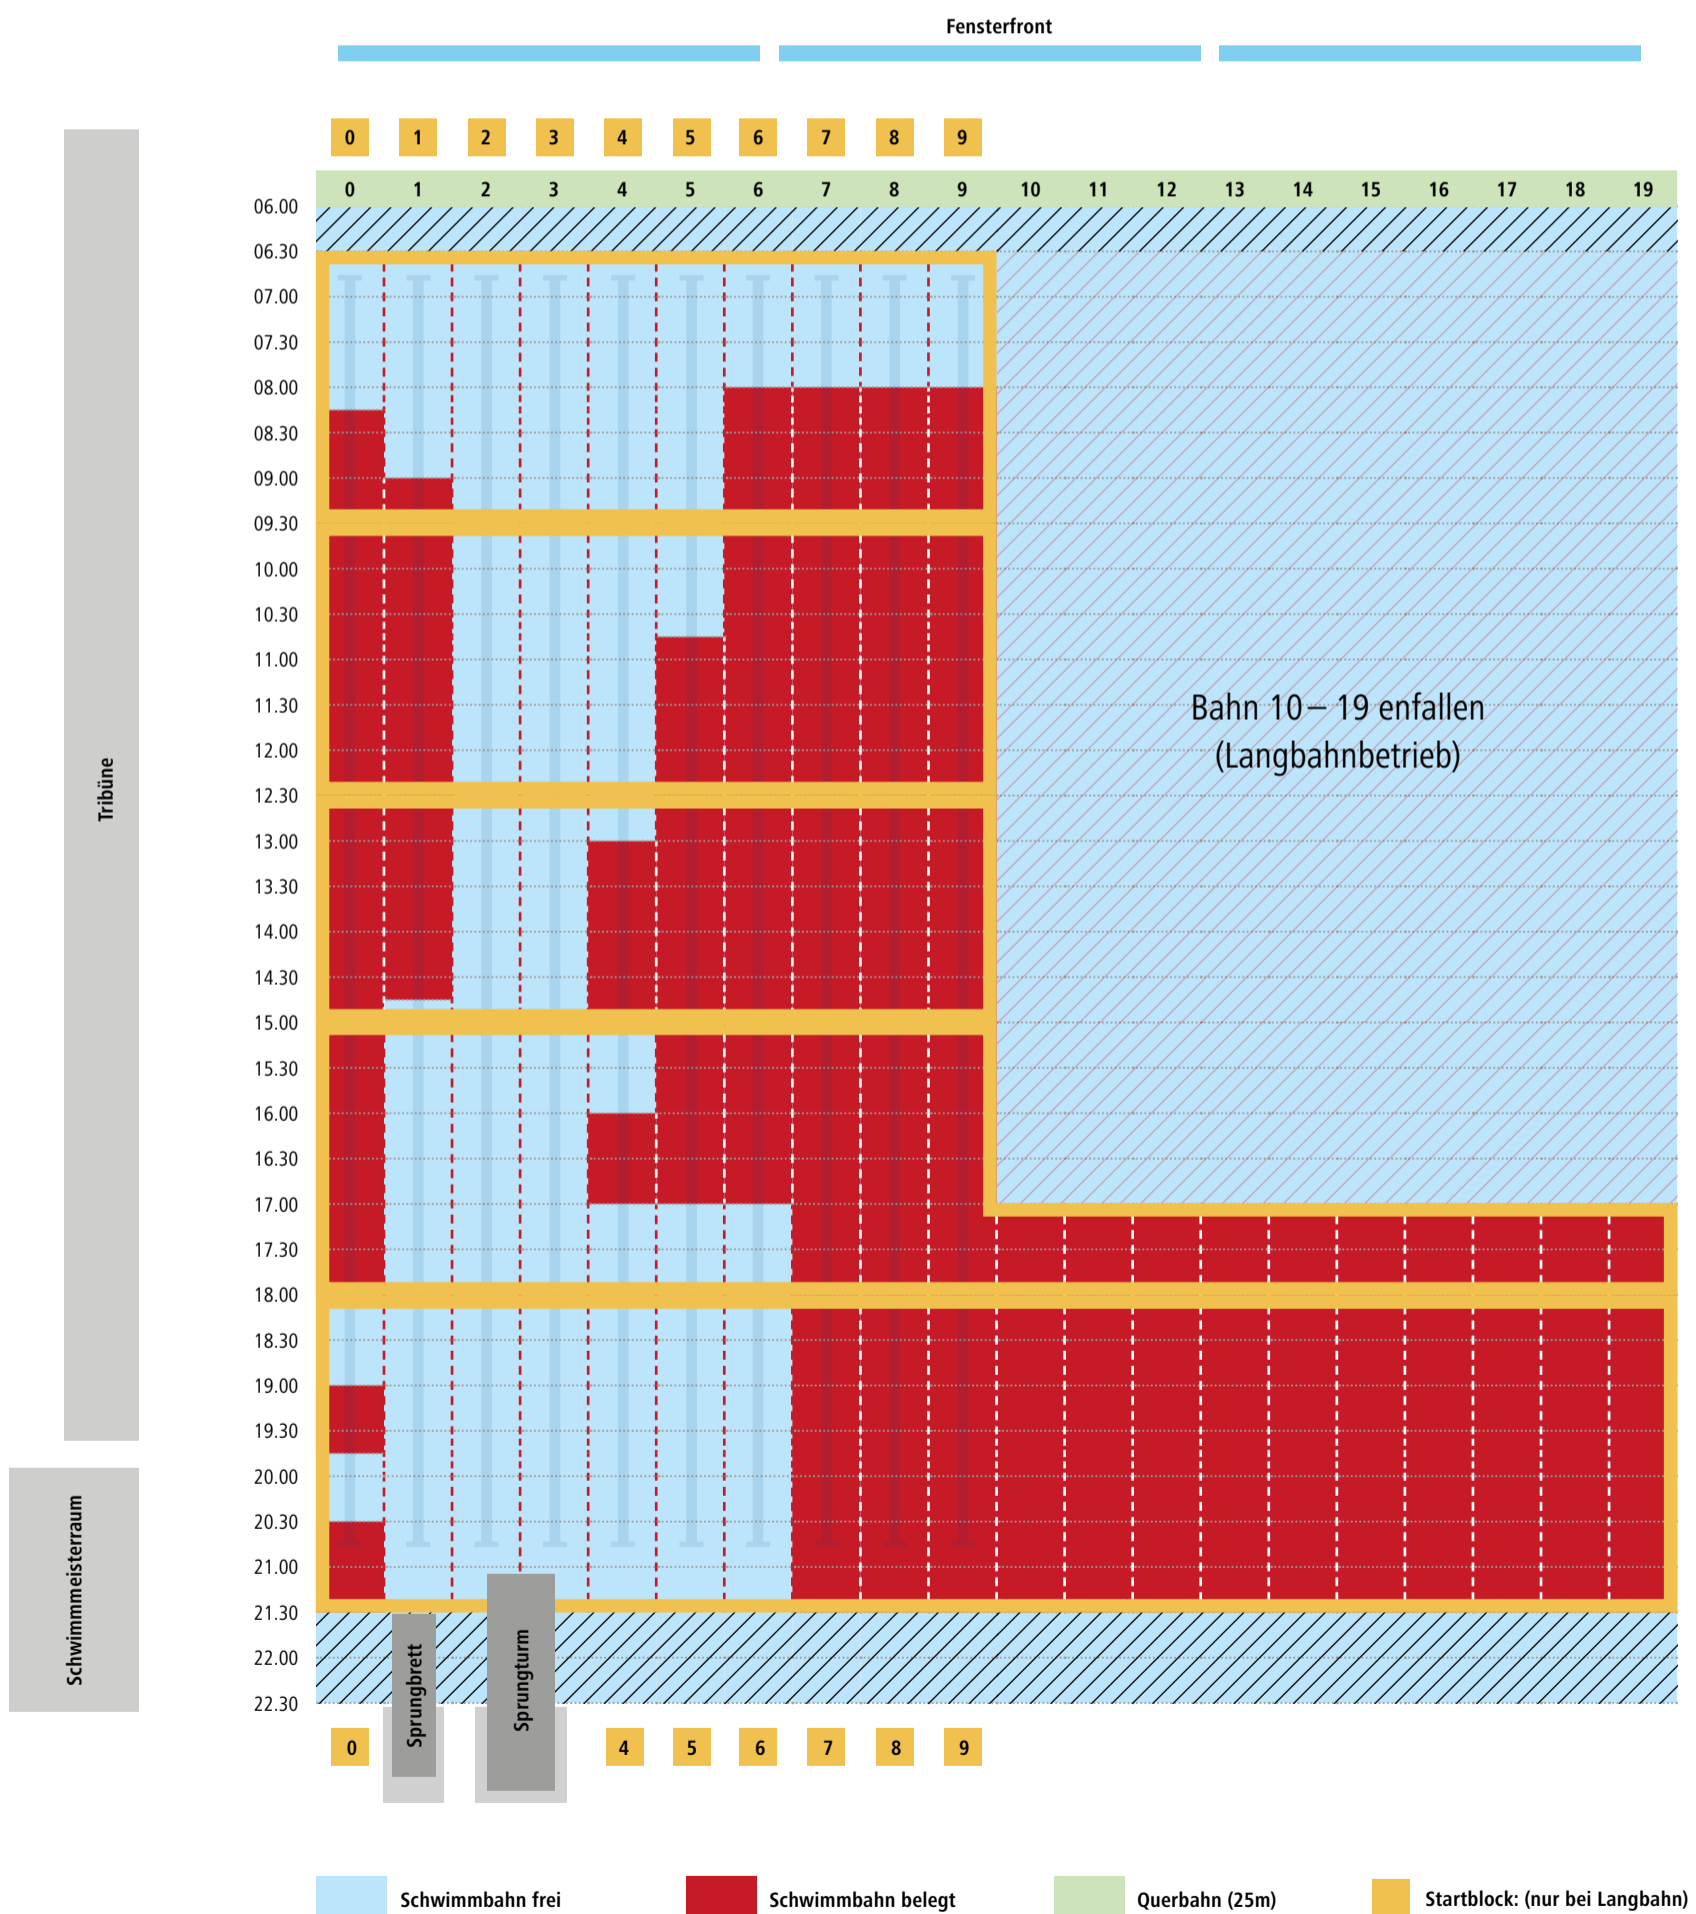 Fensterfront
0 1 2 3 4 5 6 7 8 9
0 1 2 3 4 5 6 7 8 9 10 11 12 13 14 15 16 17 18 19
06.00
06.30
07.00
07.30
08.00
08.30
09.00
09.30
10.00
10.30
11.00
11.30
12.00
12.30
13.00
13.30
14.00
14.30
15.00
15.30
16.00
16.30
17.00
17.30
18.00
18.30
19.00
19.30
20.00
20.30
21.00
21.30
22.00
22.30
Bahn 10 – 19 enfallen
(Langbahnbetrieb)
Tribüne
Schwimmmeisterraum
Sprungbrett
Sprungturm
0 4 5 6 7 8 9
Schwimmbahn frei
Schwimmbahn belegt
Querbahn (25m)
Startblock: (nur bei Langbahn)